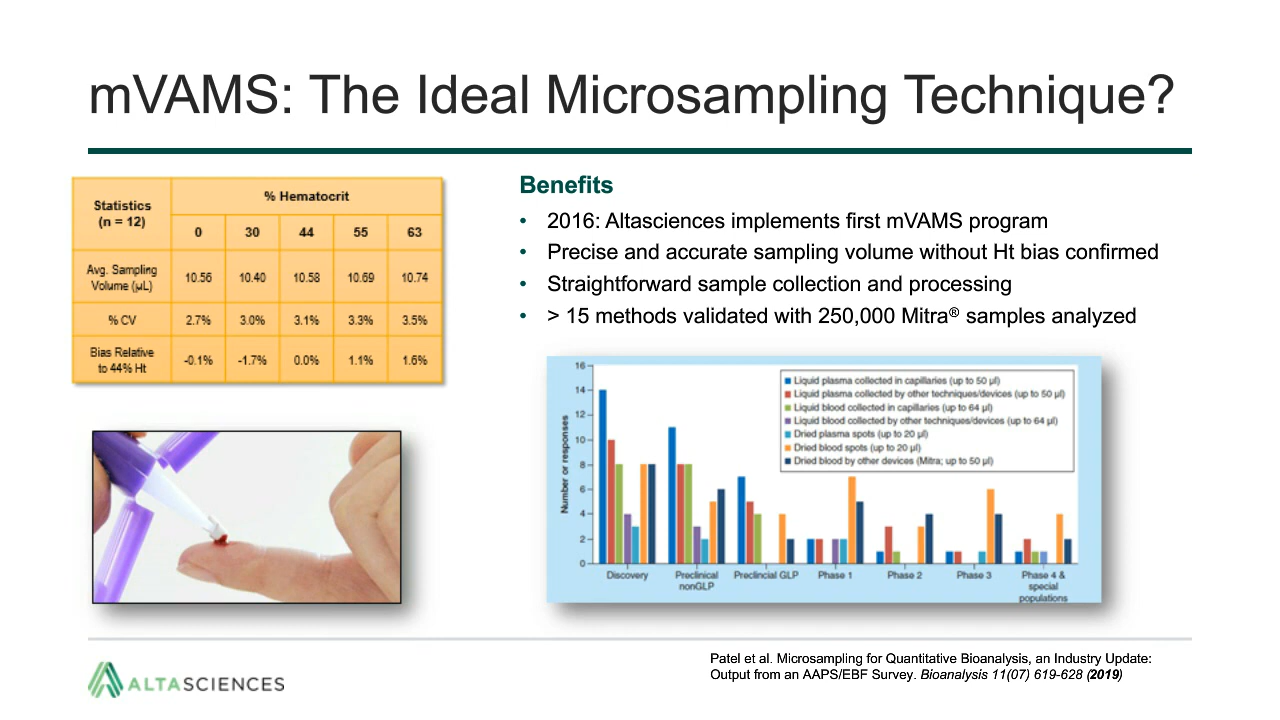 mVAMS: The Ideal Microsampling Technique?
Statistics
(n = 12)
% Hematocrit
0 30 44 55 63
Avg. Sampling
Volume (µL)
10.56 10.40 10.58 10.69 10.74
% CV 2.7% 3.0% 3.1% 3.3% 3.5%
Bias Relative
to 44% Ht
-0.1% -1.7% 0.0% 1.1% 1.6%
Benefits
• 2016: Altasciences implements first mVAMS program
• Precise and accurate sampling volume without Ht bias confirmed
• Straightforward sample collection and processing
• > 15 methods validated with 250,000 Mitra® samples analyzed
Number or responses
16
14
12
10
8
6
4
2
0
Liquid plasma collected in capillaries (up to 50 µl)
Liquid plasma collected by other techniques/devices (up to 50 µl)
Liquid blood collected in capillaries (up to 64 µl)
Liquid blood collected by other techniques/devices (up to 64 µl)
Dried plasma spots (up to 20 µl)
Dried blood spots (up to 20 µl)
Dried blood by other devices (Mitra; up to 50 µl)
Discovery
Preclinical
nonGLP
Preclincial GLP
Phase 1
Phase 2
Phase 3
Phase 4 &
special
populations
ALTASCIENCES
Patel et al. Microsampling for Quantitative Bioanalysis, an Industry Update:
Output from an AAPS/EBF Survey. Bioanalysis 11(07) 619-628 (2019)